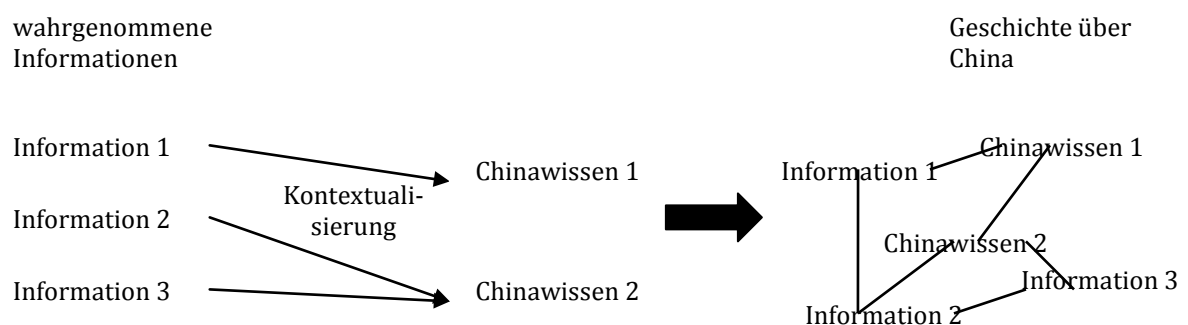 wahrgenommene
Informationen
Geschichte über
China
Information 1
Information 2
Information 3
Kontextuali-
sierung
Chinawissen 1
Chinawissen 2
Chinawissen 1
Information 1
Chinawissen 2
Information 3
Information 2